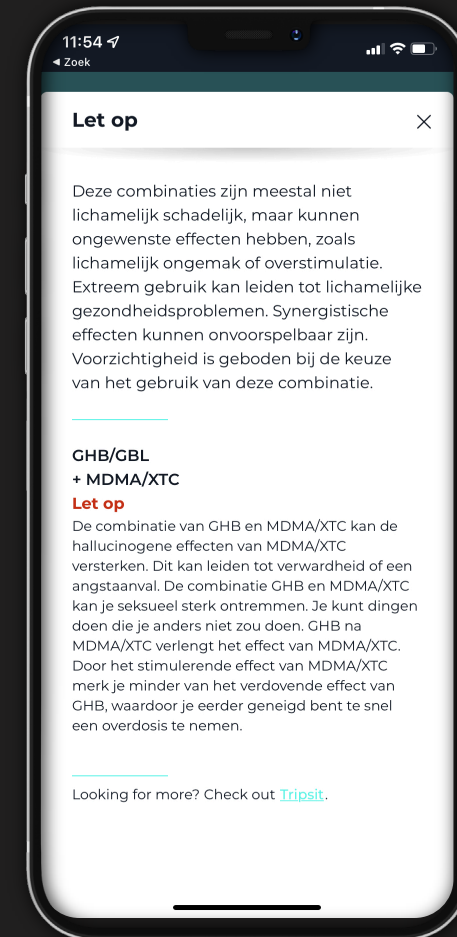 11:54
Zoek
Let op
Deze combinaties zijn meestal niet
lichamelijk schadelijk, maar kunnen
ongewenste effecten hebben, zoals
lichamelijk ongemak of overstimulatie.
Extreem gebruik kan leiden tot lichamelijke
gezondheidsproblemen. Synergistische
effecten kunnen onvoorspelbaar zijn.
Voorzichtigheid is geboden bij de keuze
van het gebruik van deze combinatie.
GHB/GBL
+ MDMA/XTC
Let op
De combinatie van GHB en MDMA/XTC kan de
hallucinogene effecten van MDMA/XTC
versterken. Dit kan leiden tot verwardheid of een
angstaanval. De combinatie GHB en MDMA/XTC
kan je seksueel sterk ontremmen. Je kunt dingen
doen die je anders niet zou doen. GHB na
MDMA/XTC verlengt het effect van MDMA/XTC.
Door het stimulerende effect van MDMA/XTC
merk je minder van het verdovende effect van
GHB, waardoor je eerder geneigd bent te snel
een overdosis te nemen.
Looking for more? Check out Tripsit.